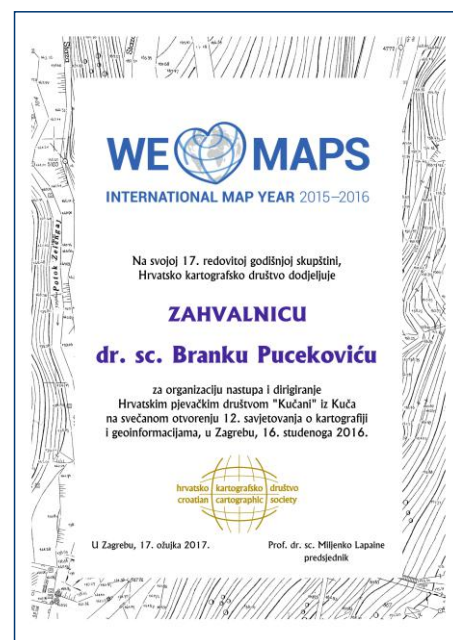 WE MAPS
INTERNATIONAL MAP YEAR 2015–2016
Na svojoj 17. redovitoj godišnjoj skupštini,
Hrvatsko kartografsko društvo dodjeljuje
ZAHVALNICU
dr. sc. Branku Pucekoviću
za organizaciju nastupa i dirigiranje
Hrvatskim pjevačkim društvom "Kučani" iz Kuča
na svečanom otvorenju 12. savjetovanja o kartografiji
i geoinformacijama, u Zagrebu, 16. studenoga 2016.
hrvatsko kartografsko društvo
croatian cartographic society
U Zagrebu, 17. ožujka 2017.
Prof. dr. sc. Miljenko Lapaine
predsjednik